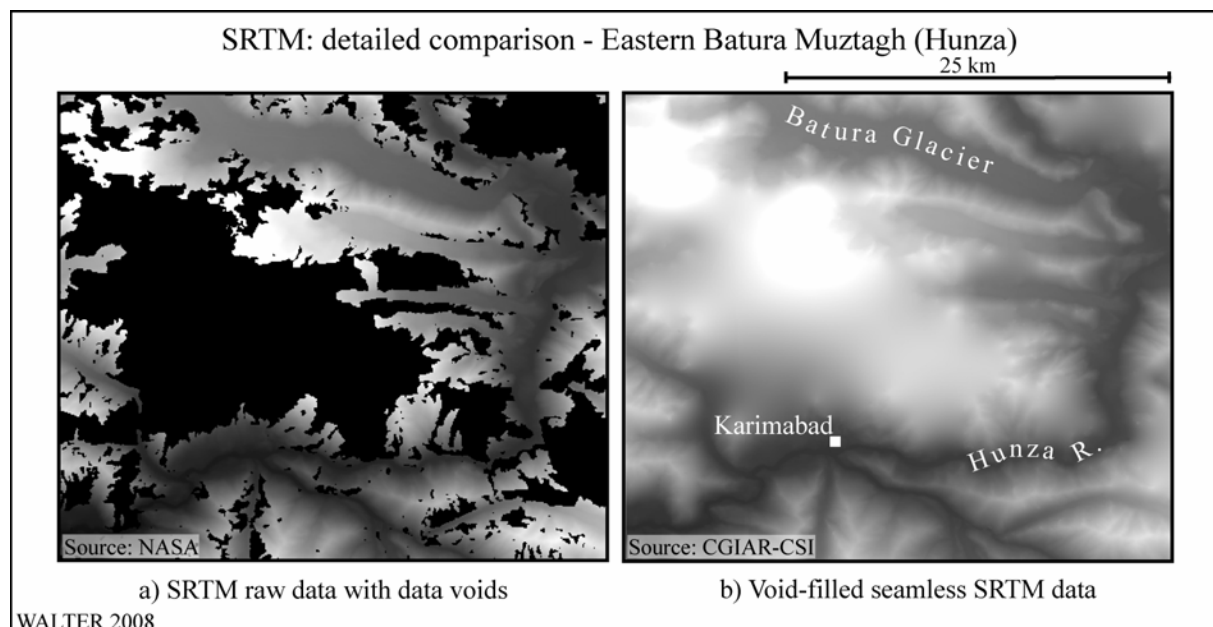 SRTM: detailed comparison - Eastern Batura Muztagh (Hunza)
25 km
Batura Glacier
Karimabad
Hunza R.
Source: NASA
Source: CGIAR-CSI
a) SRTM raw data with data voids
b) Void-filled seamless SRTM data
WALTER 2008